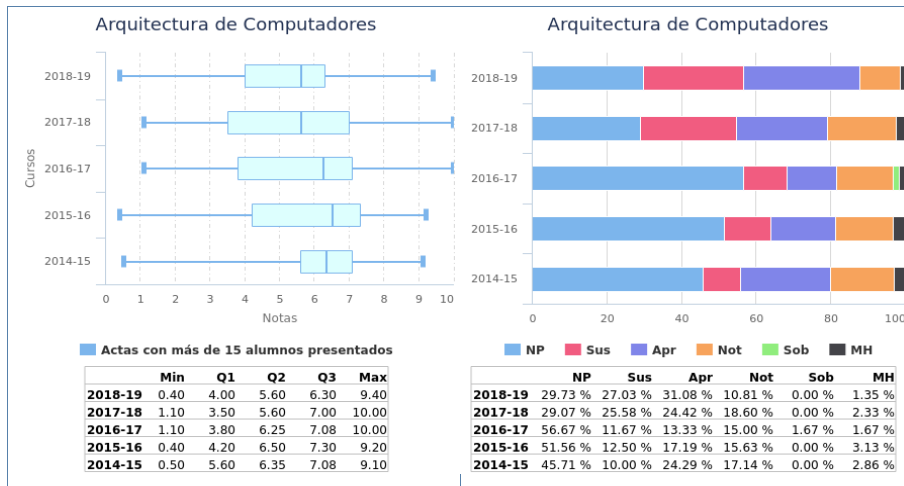 Arquitectura de Computadores
2018-19
2017-18
2016-17
2015-16
2014-15
Cursos
0 1 2 3 4 5 6 7 8 9 10
Notas
Actas con más de 15 alumnos presentados
Min Q1 Q2 Q3 Max
2018-19 0.40 4.00 5.60 6.30 9.40
2017-18 1.10 3.50 5.60 7.00 10.00
2016-17 1.10 3.80 6.25 7.08 10.00
2015-16 0.40 4.20 6.50 7.30 9.20
2014-15 0.50 5.60 6.35 7.08 9.10
Arquitectura de Computadores
2018-19
2017-18
2016-17
2015-16
2014-15
0 20 40 60 80 100
NP Sus Apr Not Sob MH
NP Sus Apr Not Sob MH
2018-19 29.73 % 27.03 % 31.08 % 10.81 % 0.00 % 1.35 %
2017-18 29.07 % 25.58 % 24.42 % 18.60 % 0.00 % 2.33 %
2016-17 56.67 % 11.67 % 13.33 % 15.00 % 1.67 % 1.67 %
2015-16 51.56 % 12.50 % 17.19 % 15.63 % 0.00 % 3.13 %
2014-15 45.71 % 10.00 % 24.29 % 17.14 % 0.00 % 2.86 %